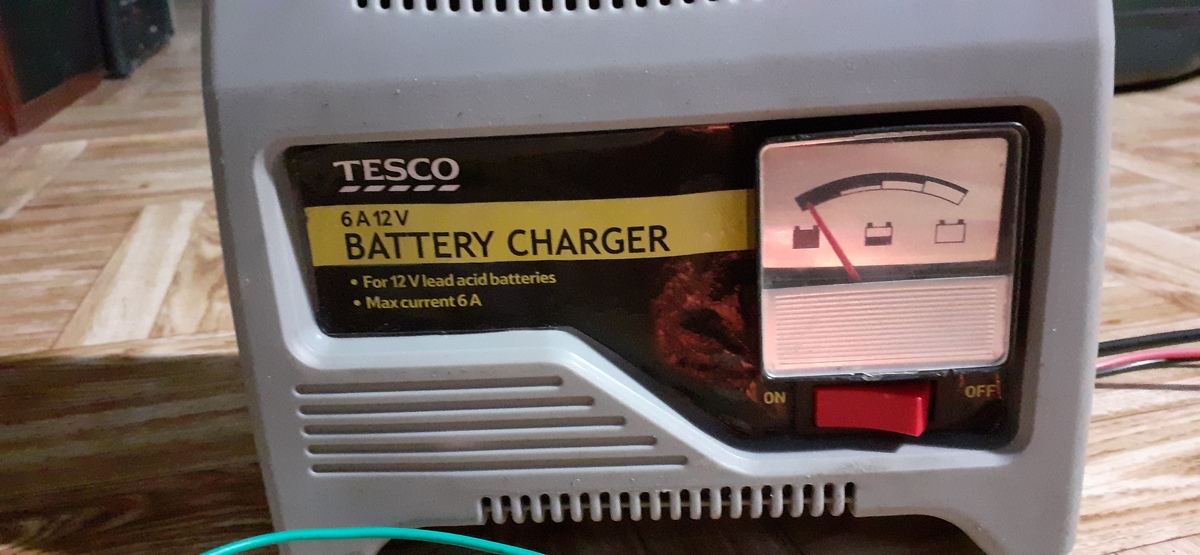 TESCO
6 A 12 V
BATTERY CHARGER
• For 12 V lead acid batteries
• Max current 6 A
ON
OFF